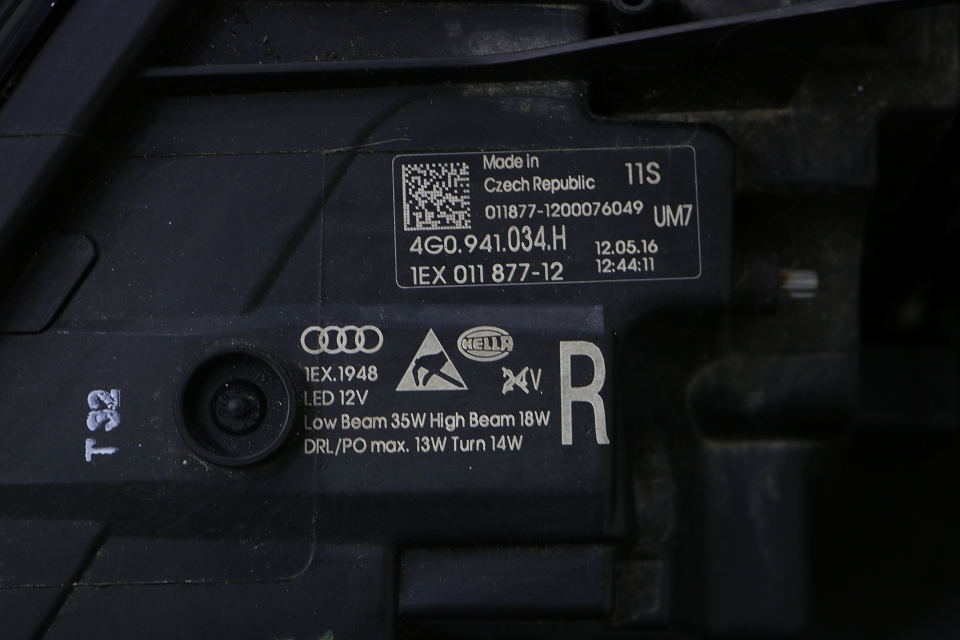 Made in
Czech Republic
11S
011877-1200076049
UM7
4G0.941.034.H
12.05.16
1EX 011 877-12
12:44:11
HELLA
1EX.1948
24V
LED 12V
R
Low Beam 35W High Beam 18W
DRL/PO max. 13W Turn 14W
T 32